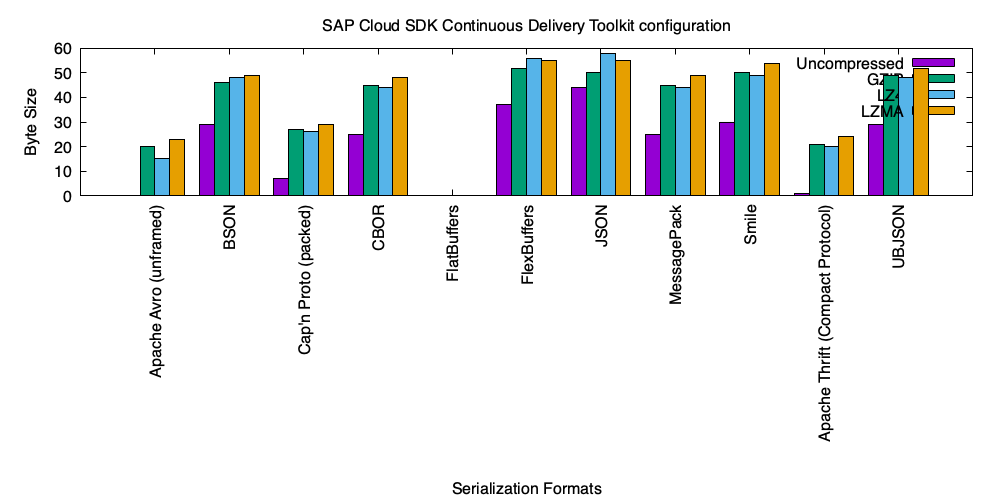 SAP Cloud SDK Continuous Delivery Toolkit configuration
60
50
40
30
20
10
0
Byte Size
Uncompressed
LZMA
Apache Avro (unframed)
BSON
Cap'n Proto (packed)
CBOR
FlatBuffers
FlexBuffers
JSON
MessagePack
Smile
Apache Thrift (Compact Protocol)
UBJSON
Serialization Formats